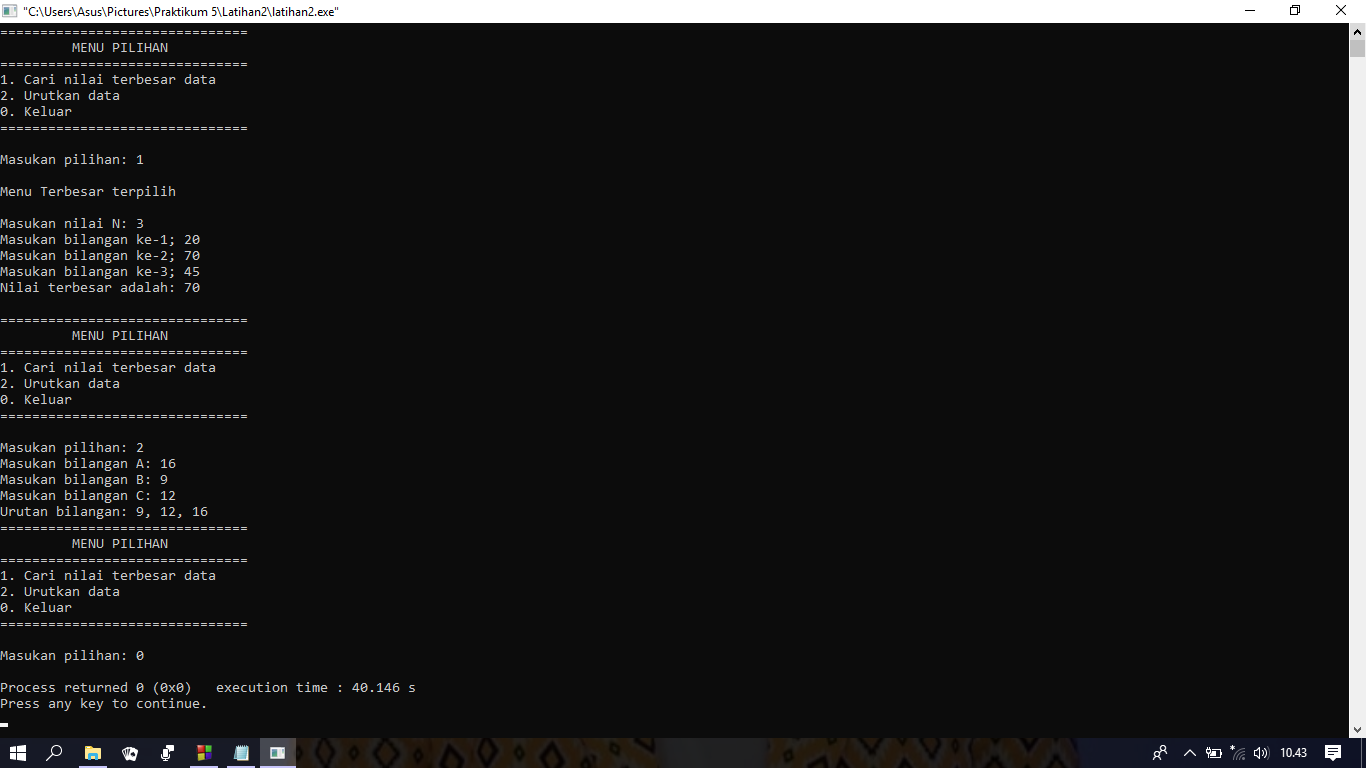 "C:\Users\Asus\Pictures\Praktikum 5\Latihan2\latihan2.exe"
===============================
MENU PILIHAN
===============================
1. Cari nilai terbesar data
2. Urutkan data
0. Keluar
===============================
Masukan pilihan: 1
Menu Terbesar terpilih
Masukan nilai N: 3
Masukan bilangan ke-1; 20
Masukan bilangan ke-2; 70
Masukan bilangan ke-3; 45
Nilai terbesar adalah: 70
===============================
MENU PILIHAN
===============================
1. Cari nilai terbesar data
2. Urutkan data
0. Keluar
===============================
Masukan pilihan: 2
Masukan bilangan A: 16
Masukan bilangan B: 9
Masukan bilangan C: 12
Urutan bilangan: 9, 12, 16
===============================
MENU PILIHAN
===============================
1. Cari nilai terbesar data
2. Urutkan data
0. Keluar
===============================
Masukan pilihan: 0
Process returned 0 (0x0)   execution time : 40.146 s
Press any key to continue.
10.43